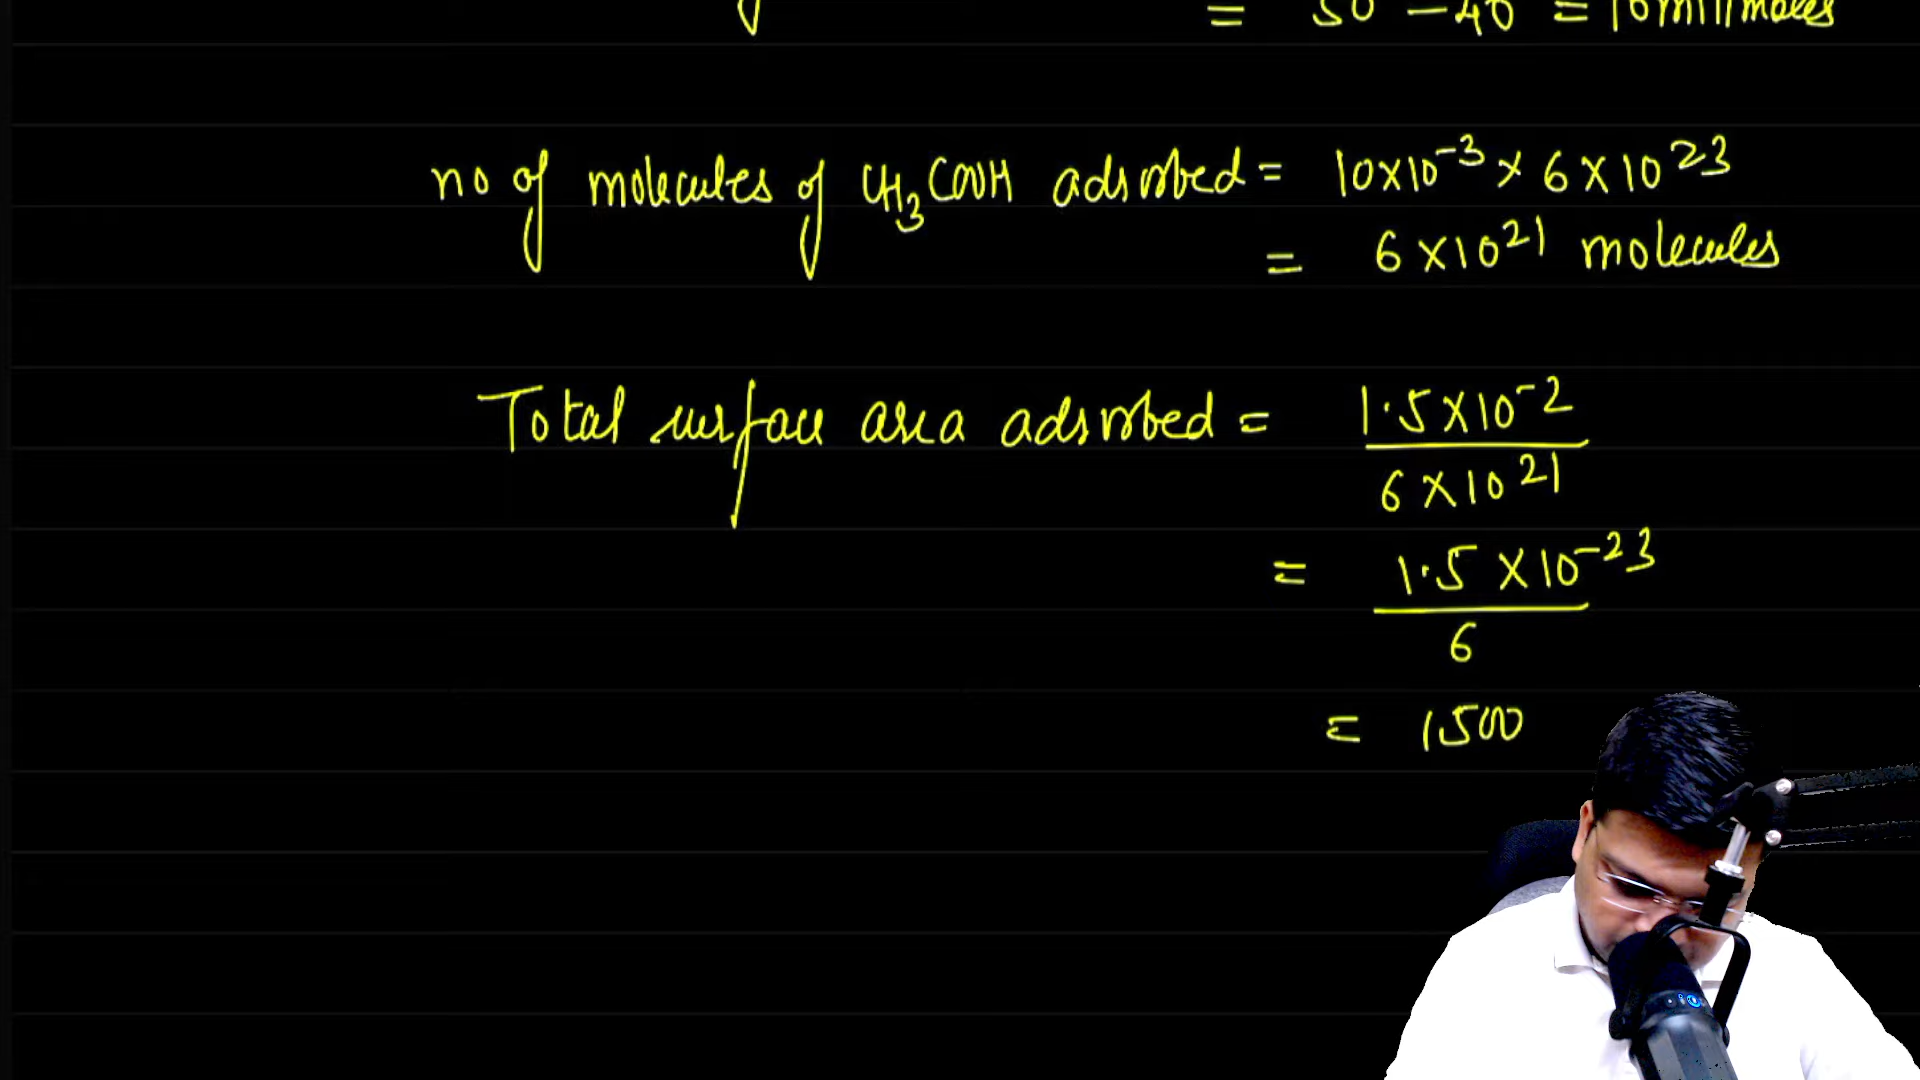 = 50 - 40 = 10 millimoles
no of molecules of CH₃COOH adsorbed = 10×10⁻³ × 6×10²³
= 6×10²¹ molecules
Total surface area adsorbed = 1.5×10⁻² / 6×10²¹
= 1.5×10⁻²³ / 6
= 1500